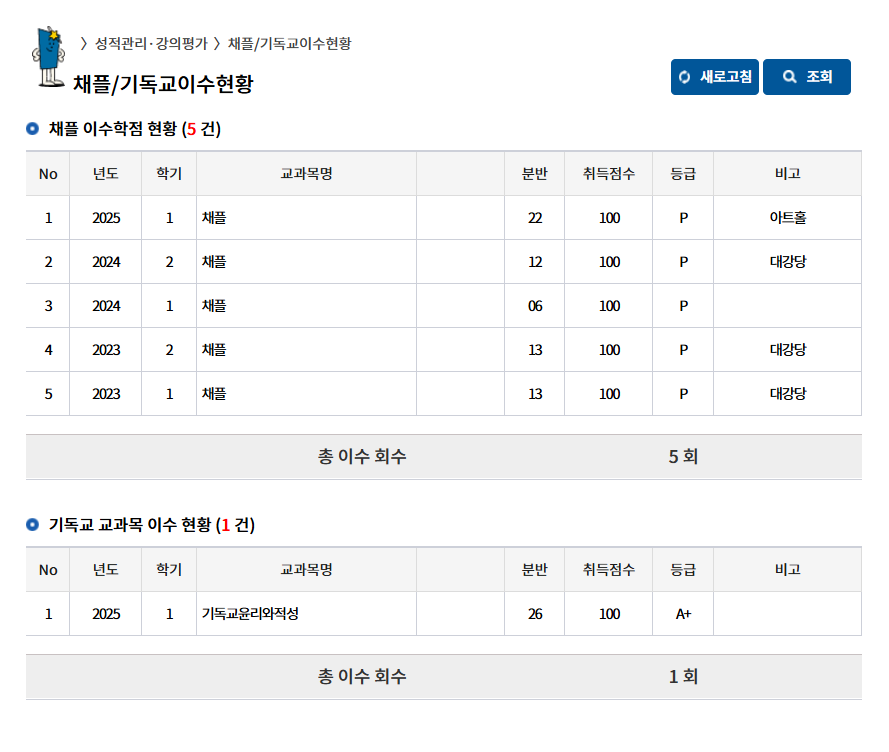 〉 성적관리·강의평가 〉 채플/기독교이수현황
채플/기독교이수현황
새로고침 조회
채플 이수학점 현황 (5 건)
No 년도 학기 교과목명 분반 취득점수 등급 비고
1 2025 1 채플 22 100 P 아트홀
2 2024 2 채플 12 100 P 대강당
3 2024 1 채플 06 100 P
4 2023 2 채플 13 100 P 대강당
5 2023 1 채플 13 100 P 대강당
총 이수 회수 5 회
기독교 교과목 이수 현황 (1 건)
No 년도 학기 교과목명 분반 취득점수 등급 비고
1 2025 1 기독교윤리와적성 26 100 A+
총 이수 회수 1 회